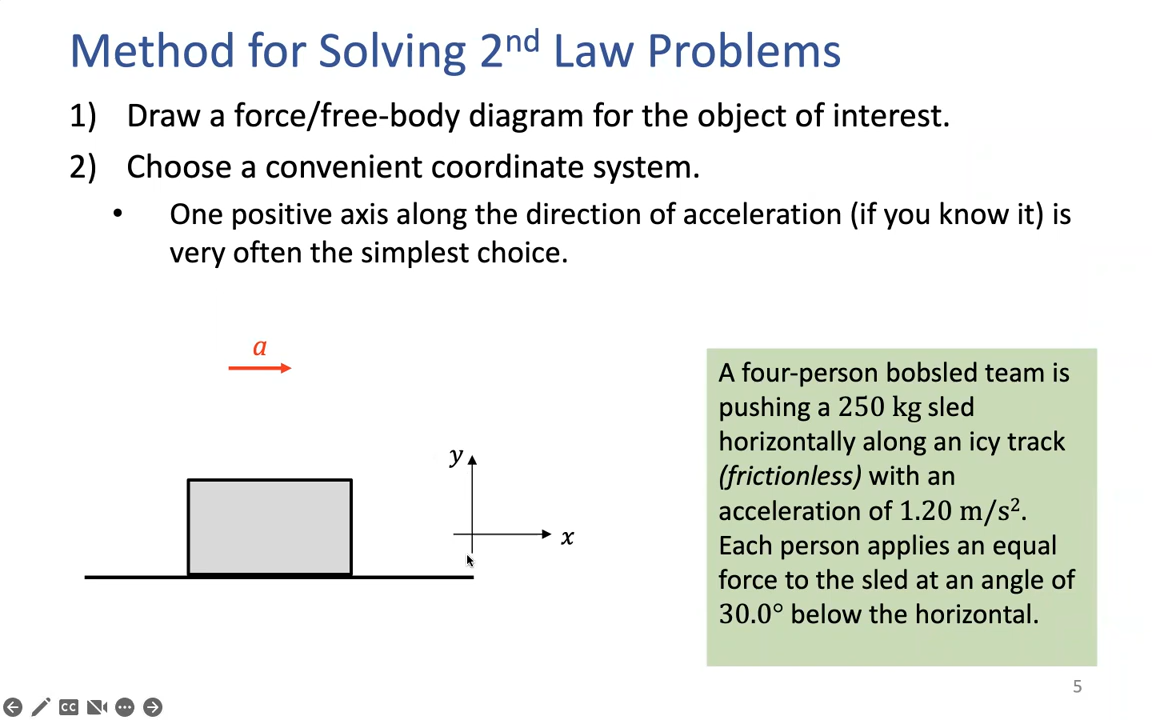 Method for Solving 2nd Law Problems
1) Draw a force/free-body diagram for the object of interest.
2) Choose a convenient coordinate system.
• One positive axis along the direction of acceleration (if you know it) is
very often the simplest choice.
a
y
x
A four-person bobsled team is
pushing a 250 kg sled
horizontally along an icy track
(frictionless) with an
acceleration of 1.20 m/s².
Each person applies an equal
force to the sled at an angle of
30.0° below the horizontal.
5
CC